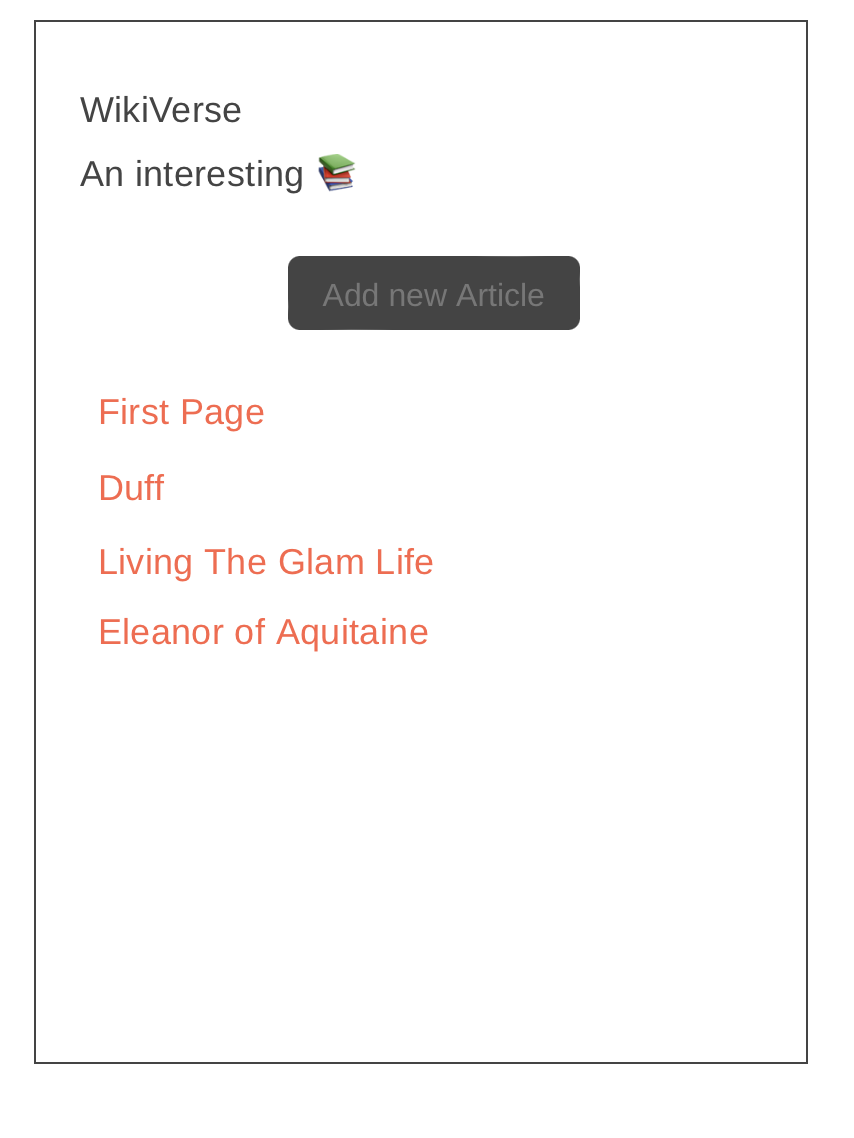 WikiVerse
An interesting 📚
Add new Article
First Page
Duff
Living The Glam Life
Eleanor of Aquitaine